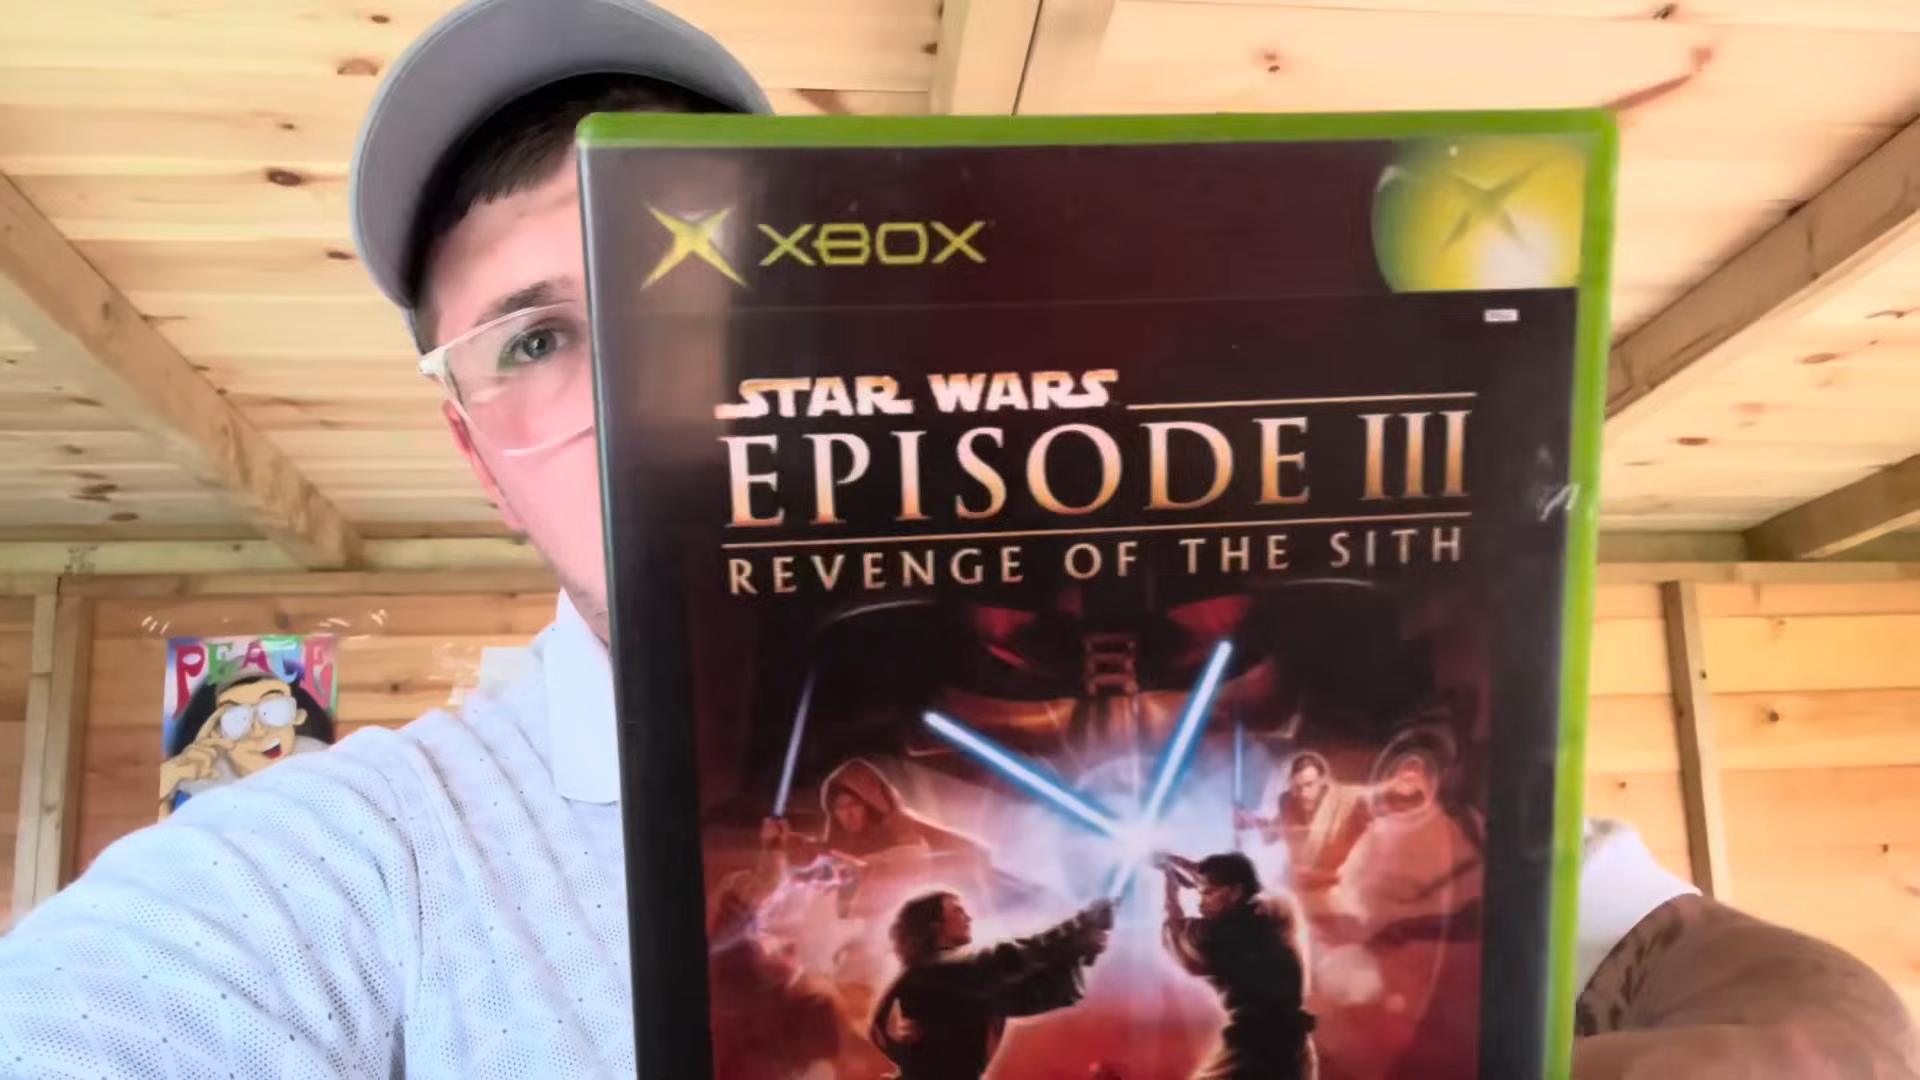 XBOX
STAR WARS
EPISODE III
REVENGE OF THE SITH
PEACE